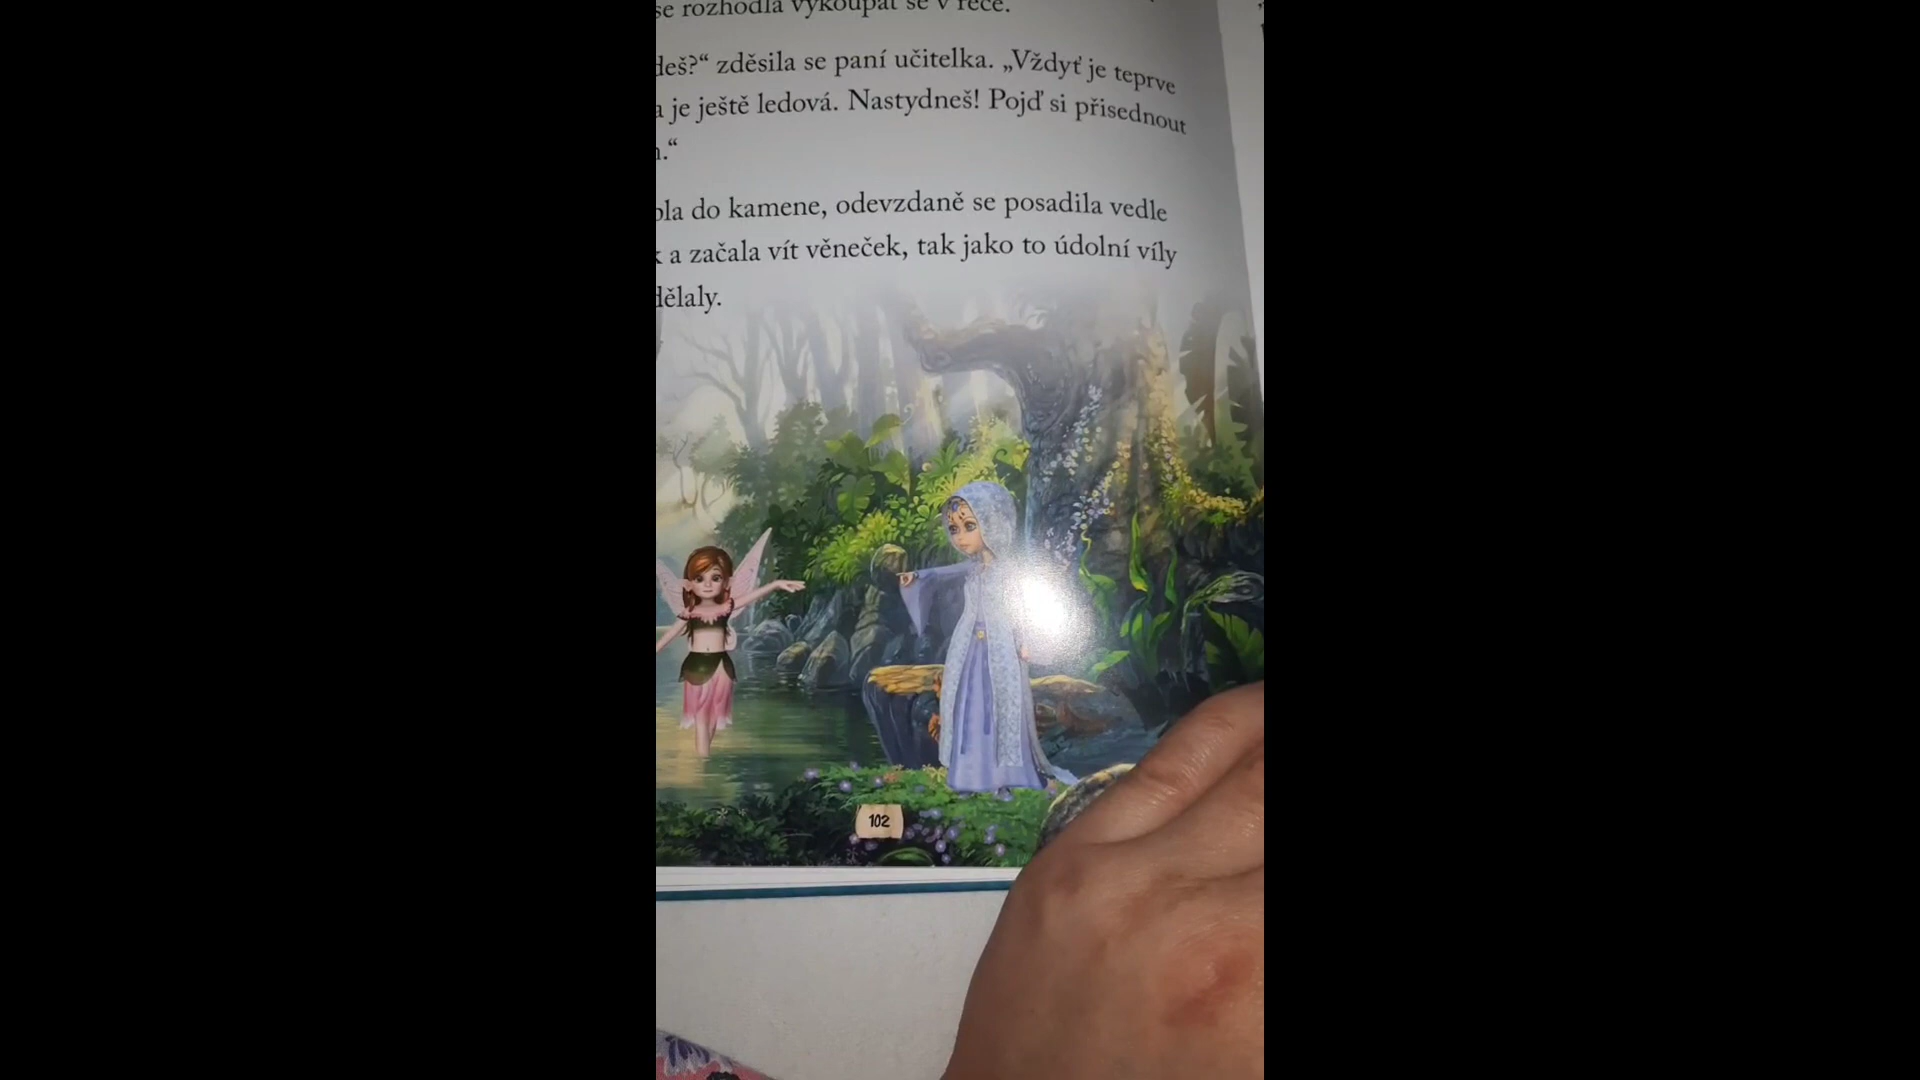 se rozhodla vykoupat se v řece.
deš?“ zděsila se paní učitelka. „Vždyť je teprve
a je ještě ledová. Nastydneš! Pojď si přisednout
.“
pla do kamene, odevzdaně se posadila vedle
k a začala vít věneček, tak jako to údolní víly
dělaly.
102